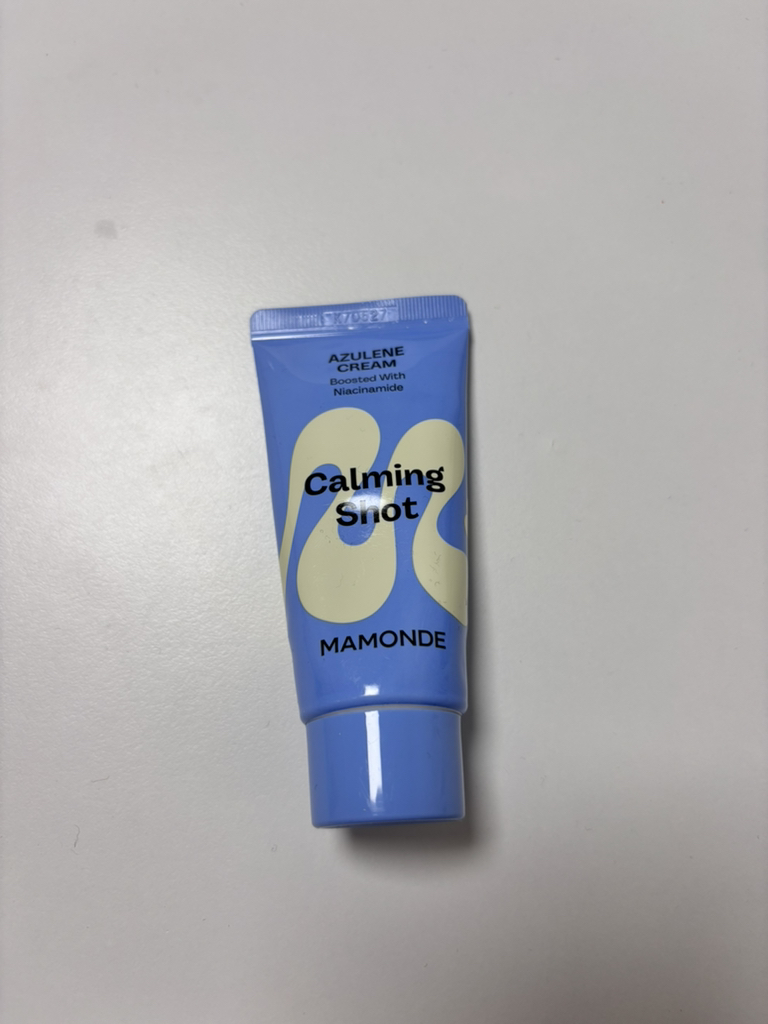 AZULENE
CREAM
Boosted With
Niacinamide
Calming
Shot
MAMONDE